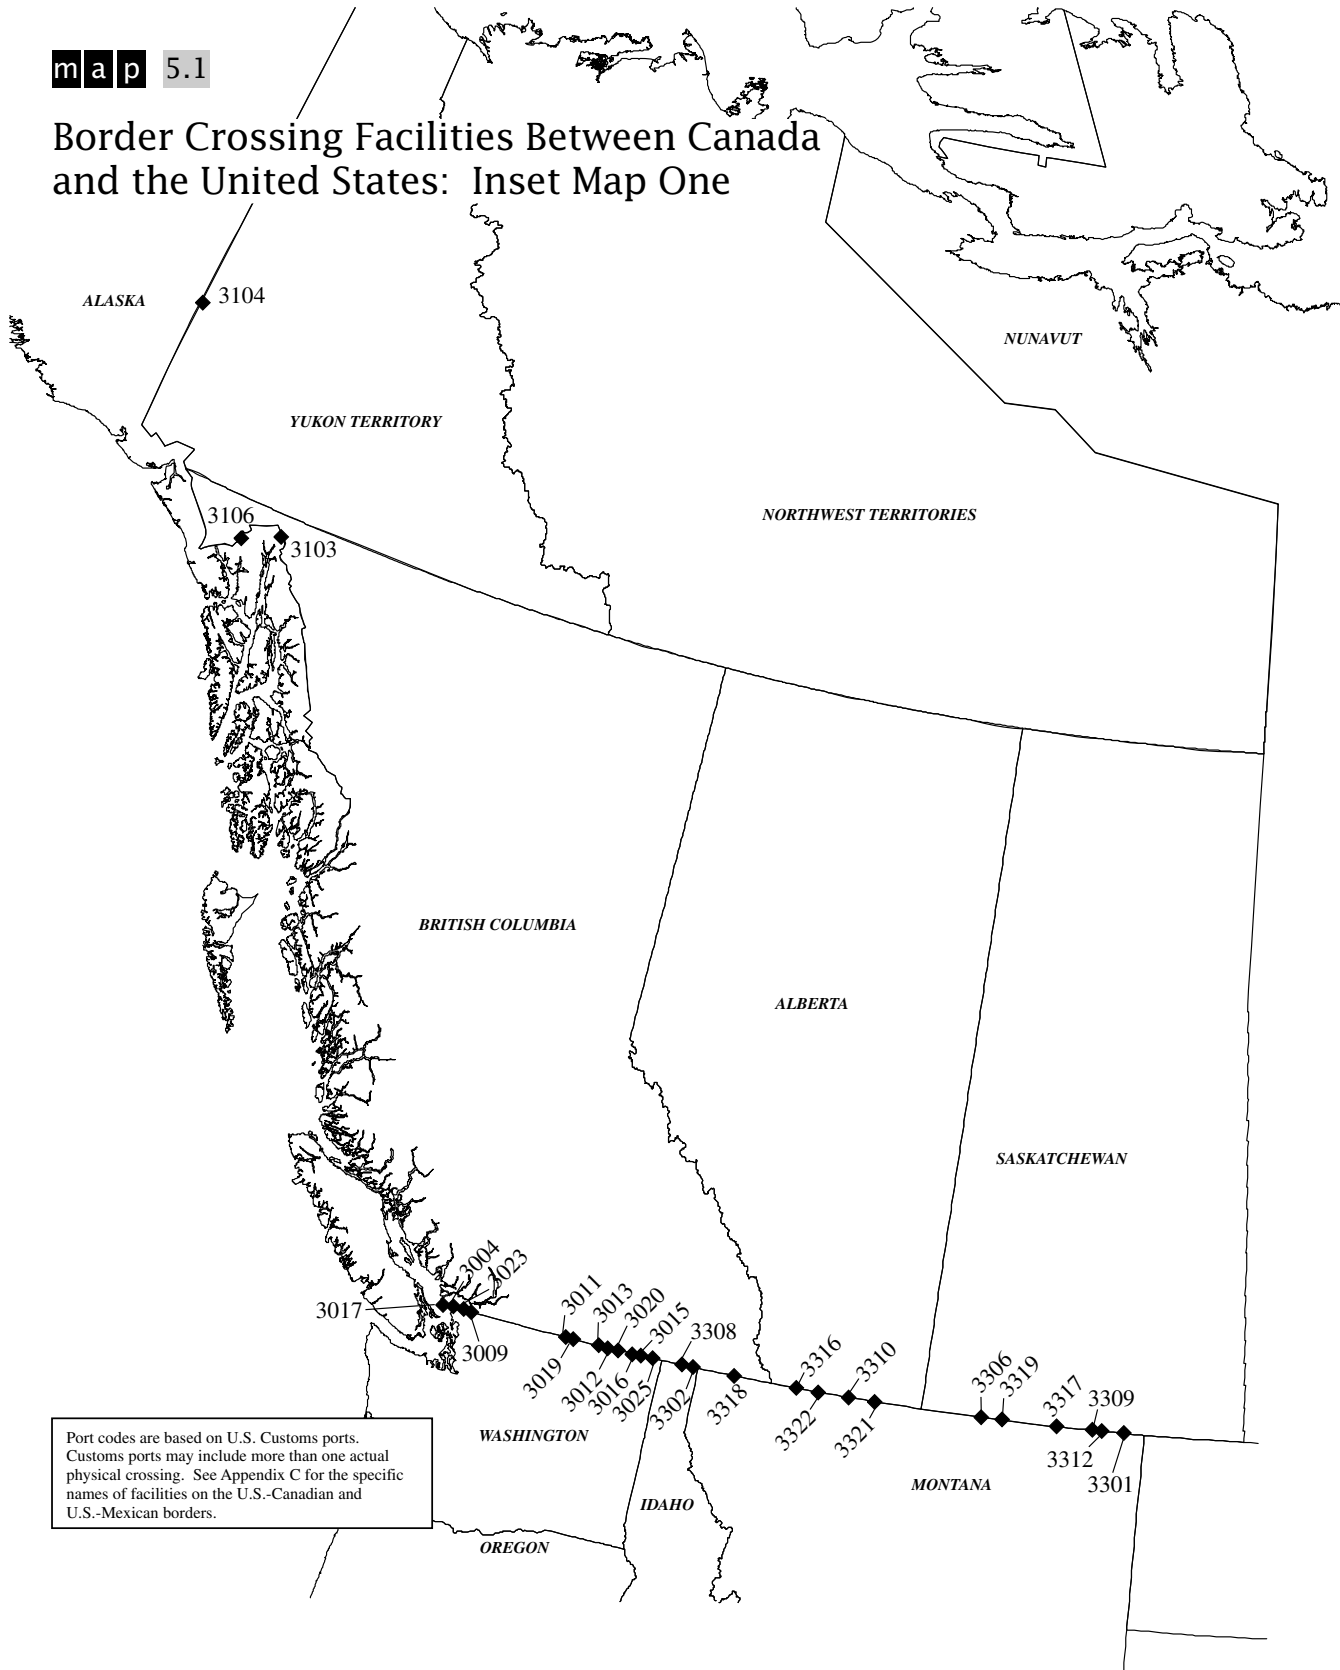 map 5.1
Border Crossing Facilities Between Canada
and the United States: Inset Map One
ALASKA
3104
NUNAVUT
YUKON TERRITORY
NORTHWEST TERRITORIES
3106
3103
BRITISH COLUMBIA
ALBERTA
SASKATCHEWAN
3004
3023
3017
3009
3011
3013
3020
3015
3308
3019
3012
3016
3025
3302
3318
3316
3310
3322
3321
3306
3319
3317
3309
3312
3301
WASHINGTON
IDAHO
MONTANA
OREGON
Port codes are based on U.S. Customs ports.
Customs ports may include more than one actual
physical crossing. See Appendix C for the specific
names of facilities on the U.S.-Canadian and
U.S.-Mexican borders.